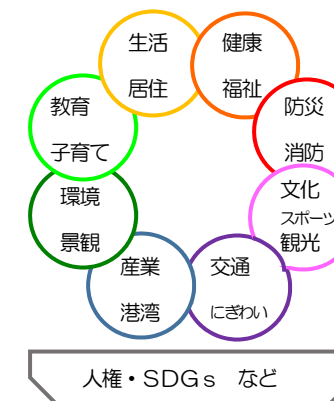 生活
居住
健康
福祉
防災
消防
文化
スポーツ
観光
交通
にぎわい
産業
港湾
環境
景観
教育
子育て
人権・SDGs など